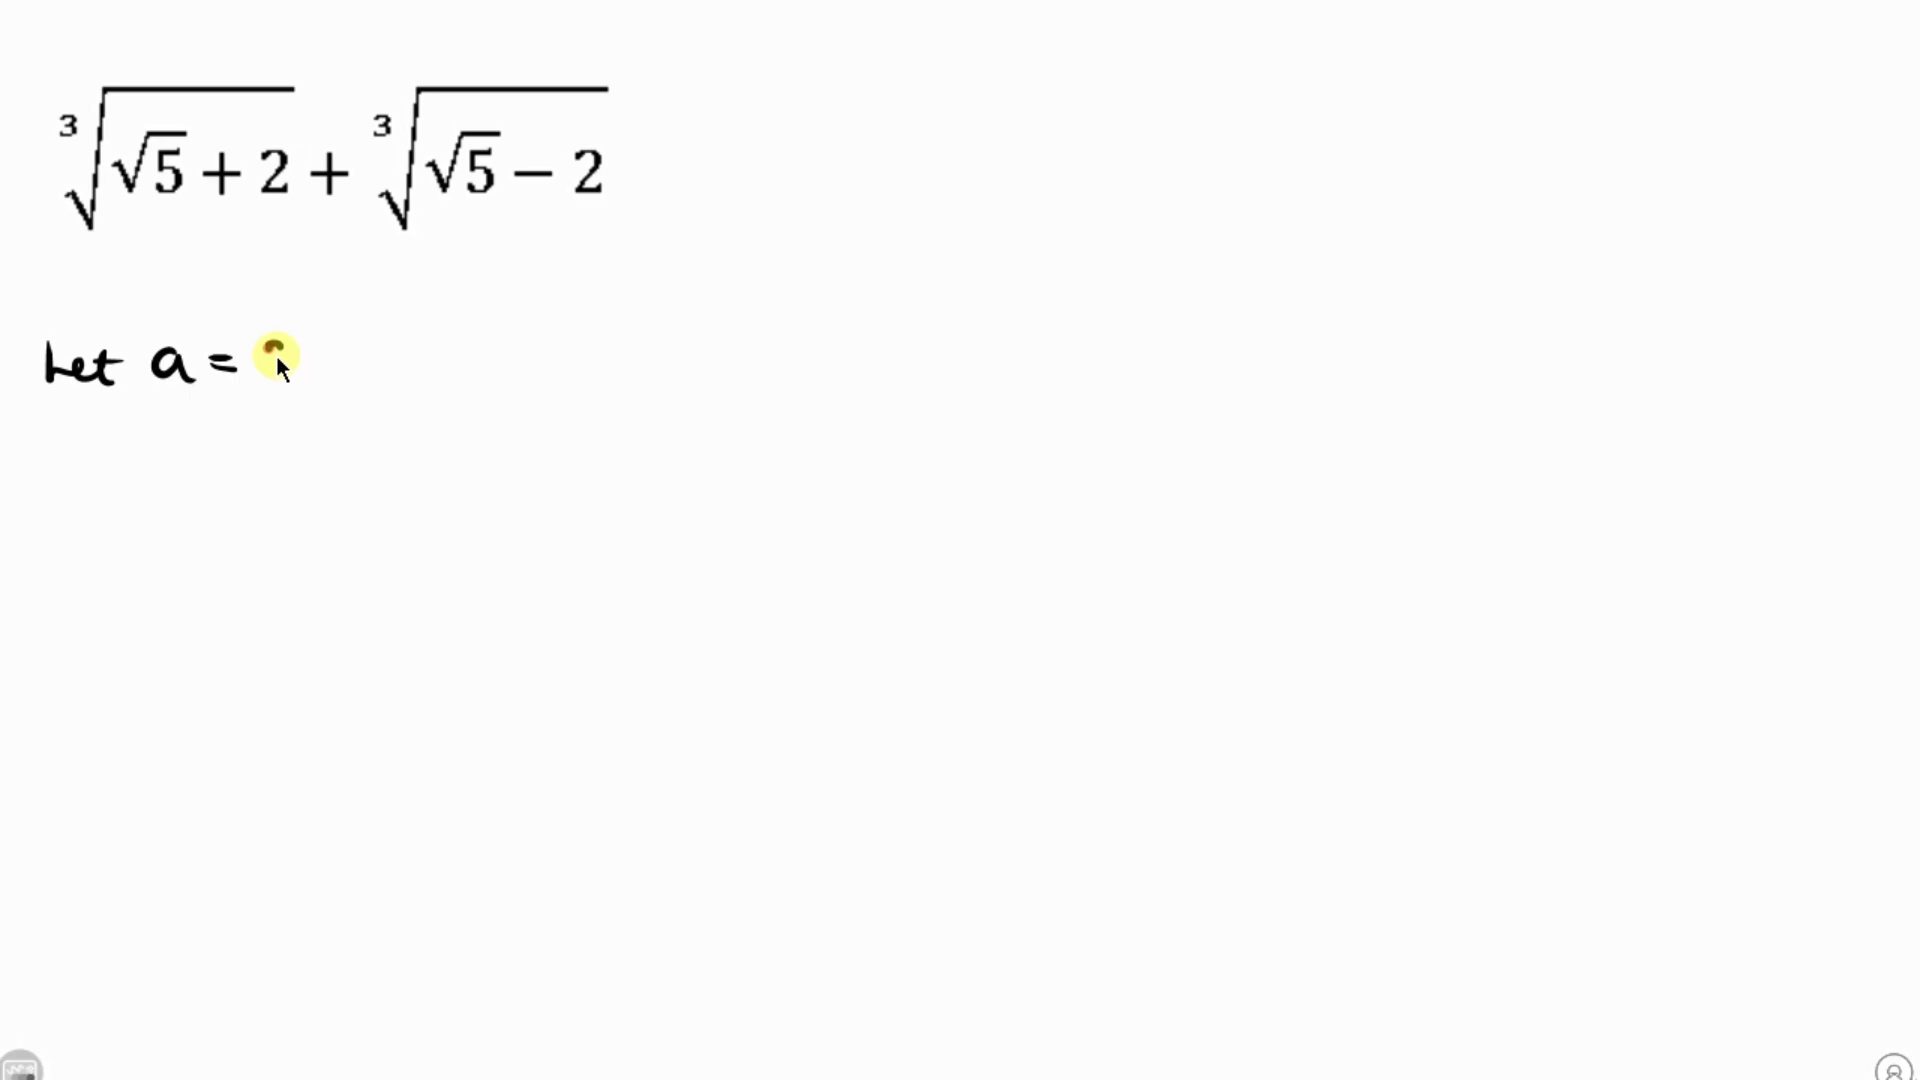 ∛(√5 + 2) + ∛(√5 − 2)
Let a =